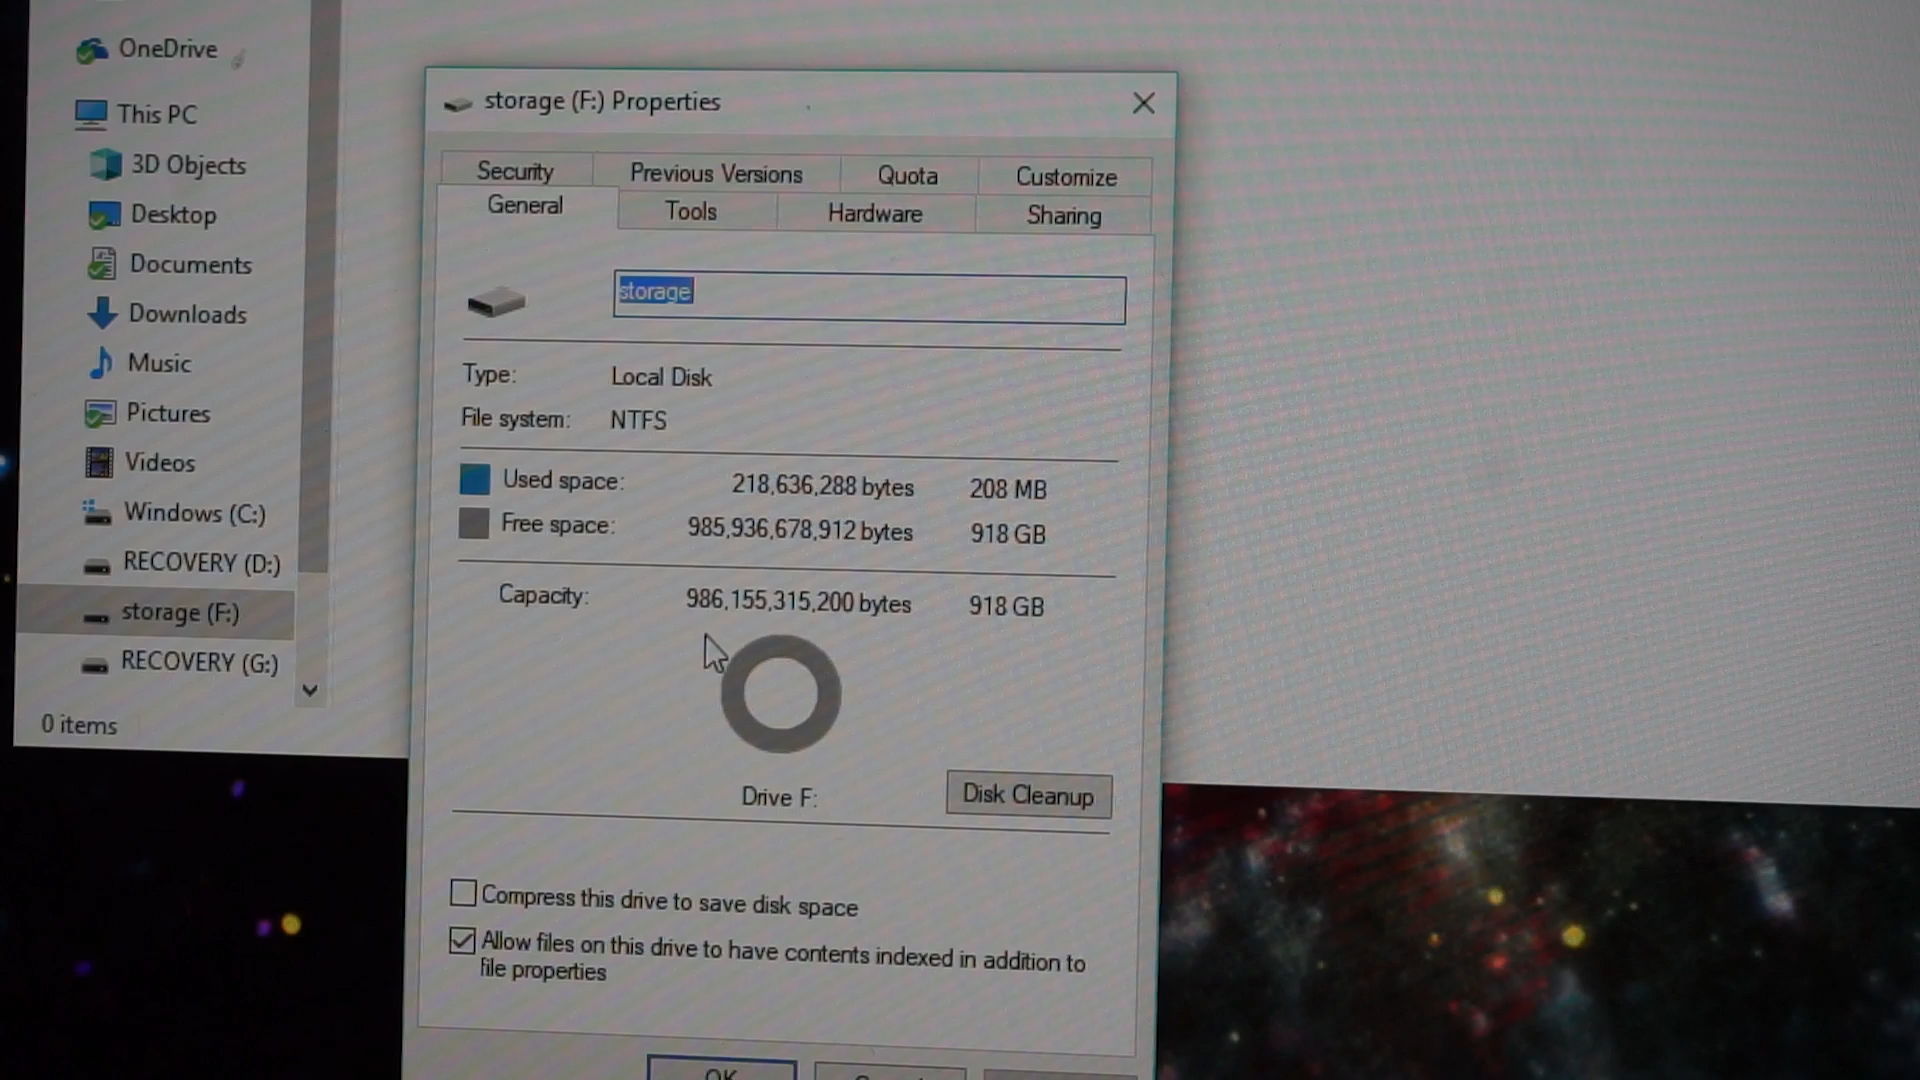 OneDrive
This PC
3D Objects
Desktop
Documents
Downloads
Music
Pictures
Videos
Windows (C:)
RECOVERY (D:)
storage (F:)
RECOVERY (G:)
0 items
storage (F:) Properties
Security Previous Versions Quota Customize
General Tools Hardware Sharing
storage
Type: Local Disk
File system: NTFS
Used space: 218,636,288 bytes 208 MB
Free space: 985,936,678,912 bytes 918 GB
Capacity: 986,155,315,200 bytes 918 GB
Drive F:
Disk Cleanup
Compress this drive to save disk space
Allow files on this drive to have contents indexed in addition to
file properties
OK